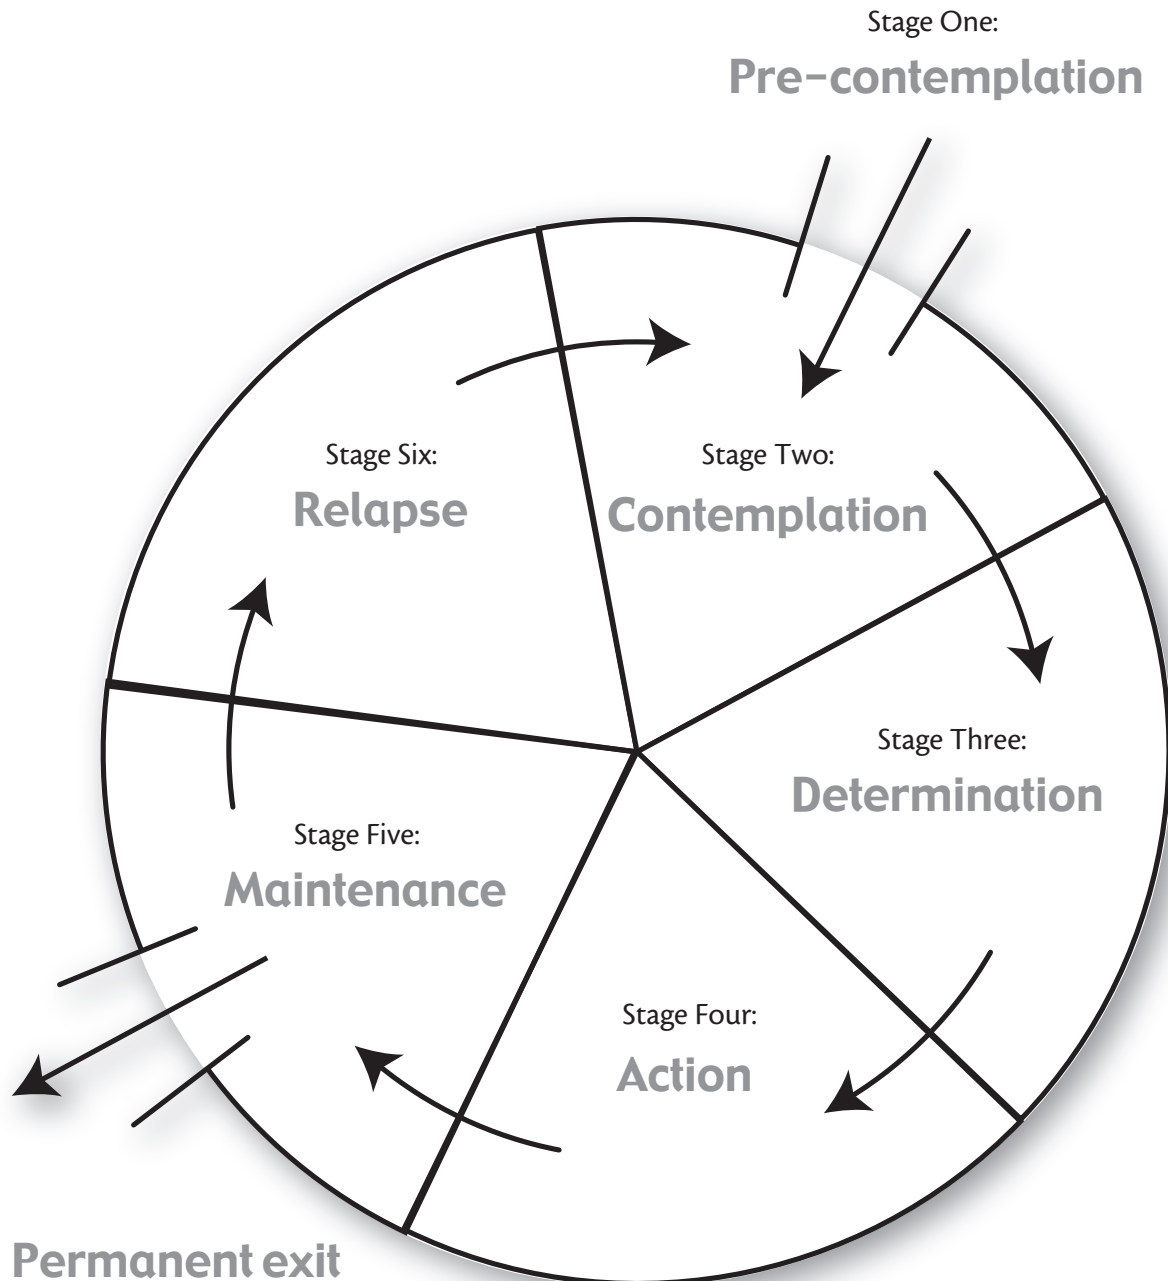 Stage One:
Pre-contemplation
Stage Two:
Contemplation
Stage Three:
Determination
Stage Four:
Action
Stage Five:
Maintenance
Stage Six:
Relapse
Permanent exit